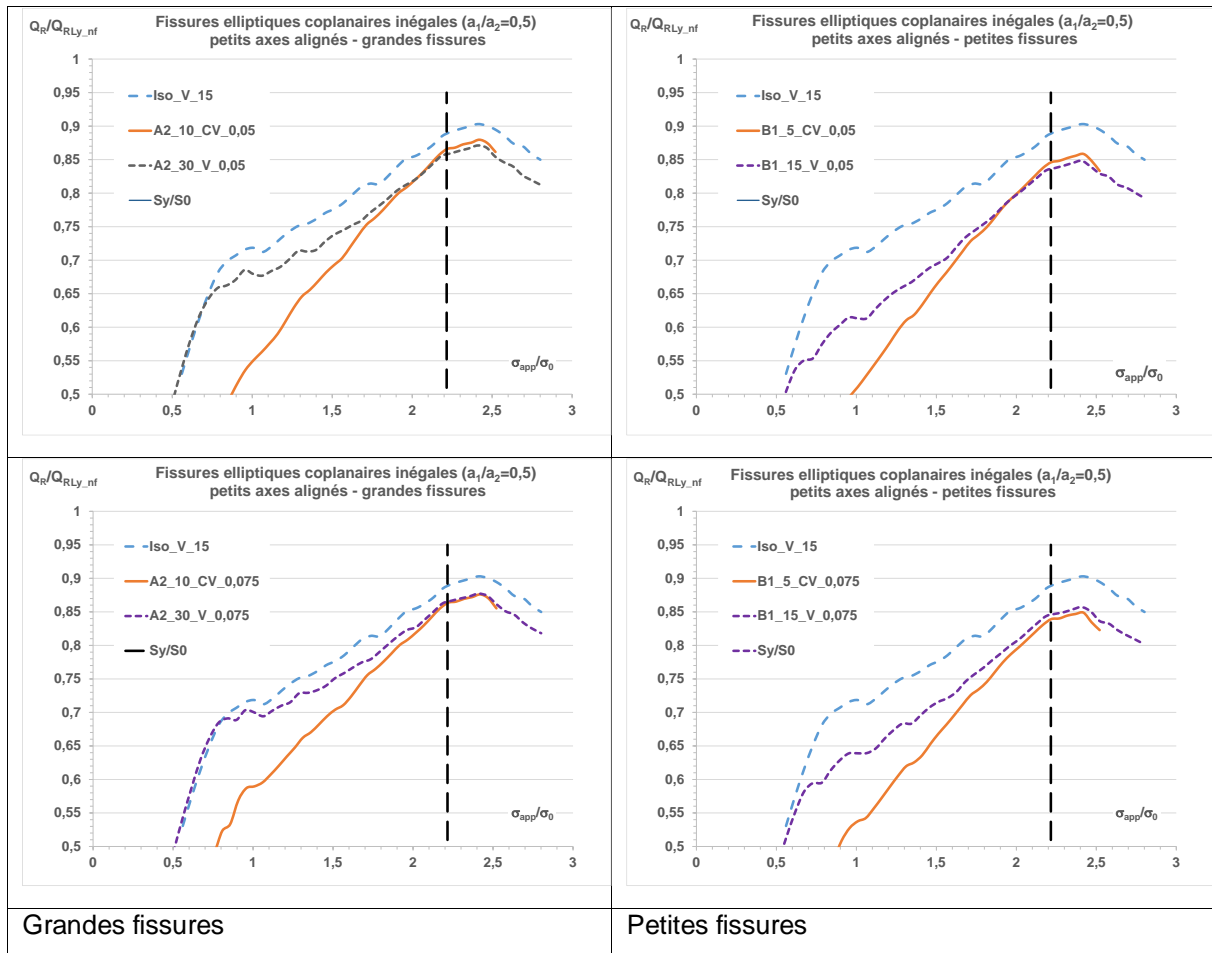 Q_R/Q_RLy_nf
Fissures elliptiques coplanaires inégales (a₁/a₂=0,5)
petits axes alignés - grandes fissures
1
0,95
0,9
0,85
0,8
0,75
0,7
0,65
0,6
0,55
0,5
Iso_V_15
A2_10_CV_0,05
A2_30_V_0,05
Sy/S0
σapp/σ0
0 0,5 1 1,5 2 2,5 3
Q_R/Q_RLy_nf
Fissures elliptiques coplanaires inégales (a₁/a₂=0,5)
petits axes alignés - petites fissures
1
0,95
0,9
0,85
0,8
0,75
0,7
0,65
0,6
0,55
0,5
Iso_V_15
B1_5_CV_0,05
B1_15_V_0,05
Sy/S0
σapp/σ0
0 0,5 1 1,5 2 2,5 3
Q_R/Q_RLy_nf
Fissures elliptiques coplanaires inégales (a₁/a₂=0,5)
petits axes alignés - grandes fissures
1
0,95
0,9
0,85
0,8
0,75
0,7
0,65
0,6
0,55
0,5
Iso_V_15
A2_10_CV_0,075
A2_30_V_0,075
Sy/S0
σapp/σ0
0 0,5 1 1,5 2 2,5 3
Q_R/Q_RLy_nf
Fissures elliptiques coplanaires inégales (a₁/a₂=0,5)
petits axes alignés - petites fissures
1
0,95
0,9
0,85
0,8
0,75
0,7
0,65
0,6
0,55
0,5
Iso_V_15
B1_5_CV_0,075
B1_15_V_0,075
Sy/S0
σapp/σ0
0 0,5 1 1,5 2 2,5 3
Grandes fissures
Petites fissures